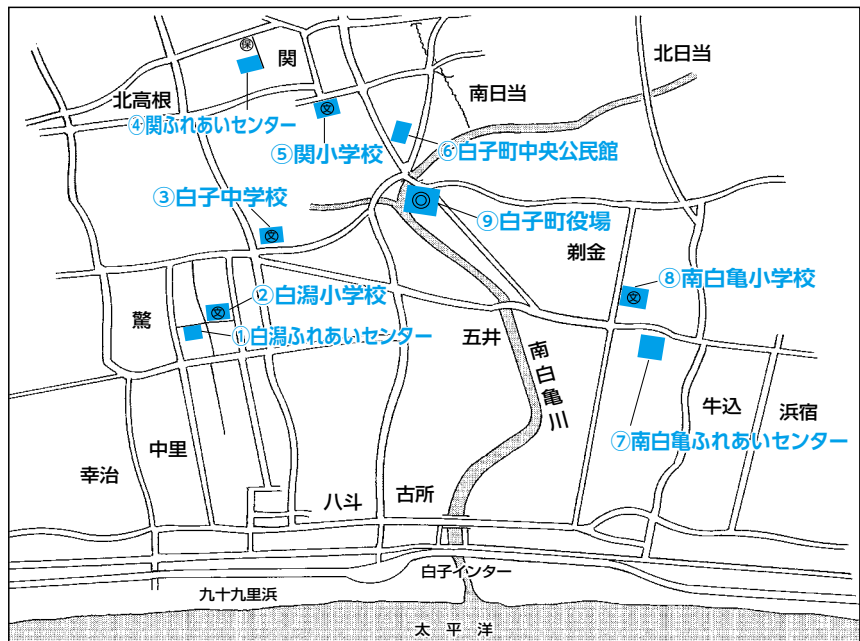 北日当
関
保
南日当
北高根
④関ふれあいセンター
文
⑤関小学校
⑥白子町中央公民館
③白子中学校
文
⑨白子町役場
剃金
⑧南白亀小学校
文
②白潟小学校
文
驚
①白潟ふれあいセンター
五井
南白亀川
牛込
浜宿
⑦南白亀ふれあいセンター
中里
幸治
八斗
古所
白子インター
九十九里浜
太平洋